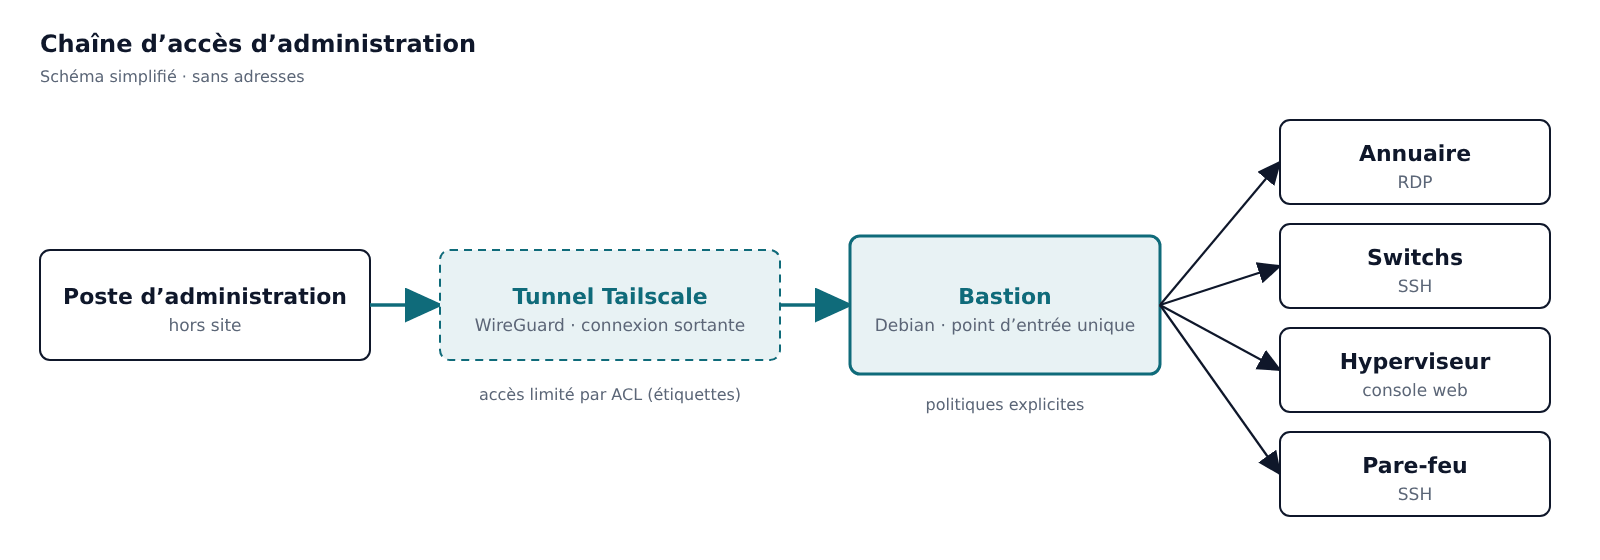 Chaîne d’accès d’administration
Schéma simplifié · sans adresses
Poste d’administration
hors site
Tunnel Tailscale
WireGuard · connexion sortante
accès limité par ACL (étiquettes)
Bastion
Debian · point d’entrée unique
politiques explicites
Annuaire
RDP
Switchs
SSH
Hyperviseur
console web
Pare-feu
SSH